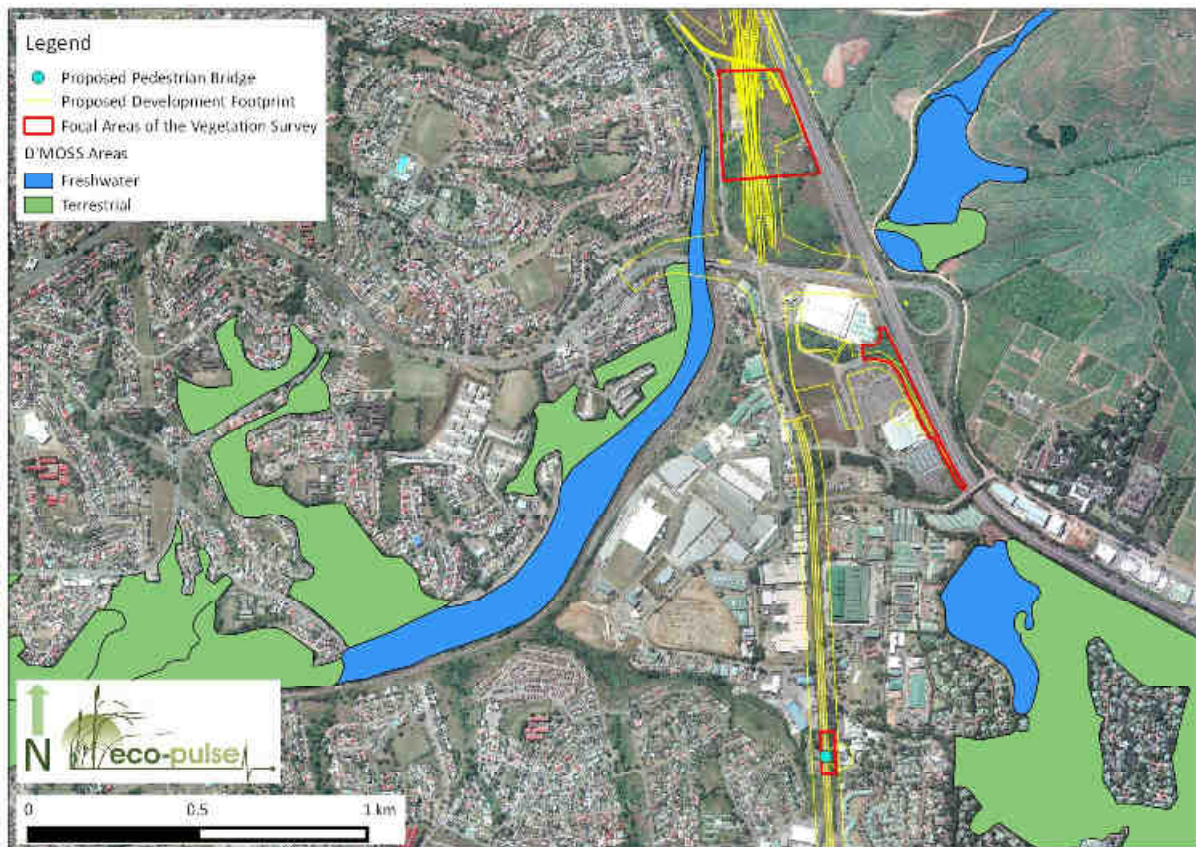 Legend
Proposed Pedestrian Bridge
Proposed Development Footprint
Focal Areas of the Vegetation Survey
D'MOSS Areas
Freshwater
Terrestrial
N
eco-pulse
0 0.5 1 km